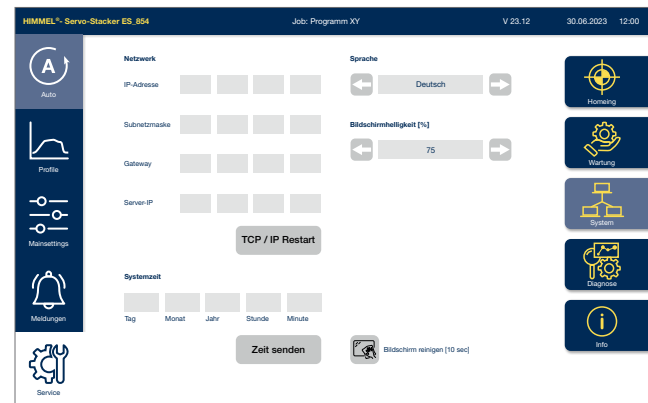 HIMMEL®- Servo-Stacker ES_854 Job: Programm XY V 23.12 30.06.2023 12:00
A
Auto
Profile
Mainsettings
Meldungen
Service
Netzwerk
IP-Adresse
Subnetzmaske
Gateway
Server-IP
TCP / IP Restart
Systemzeit
Tag Monat Jahr Stunde Minute
Zeit senden
Sprache
Deutsch
Bildschirmhelligkeit [%]
75
Bildschirm reinigen [10 sec]
Homeing
Wartung
System
Diagnose
i
Info